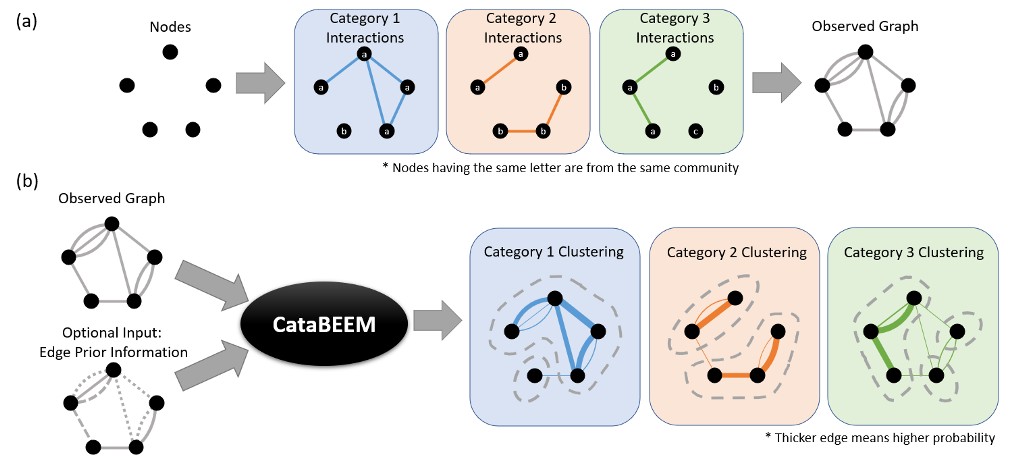 (a)
Nodes
Category 1
Interactions
a
a
a
b
a
Category 2
Interactions
a
a
b
b
b
Category 3
Interactions
a
a
b
a
c
Observed Graph
* Nodes having the same letter are from the same community
(b)
Observed Graph
Optional Input:
Edge Prior Information
CataBEEM
Category 1 Clustering
Category 2 Clustering
Category 3 Clustering
* Thicker edge means higher probability